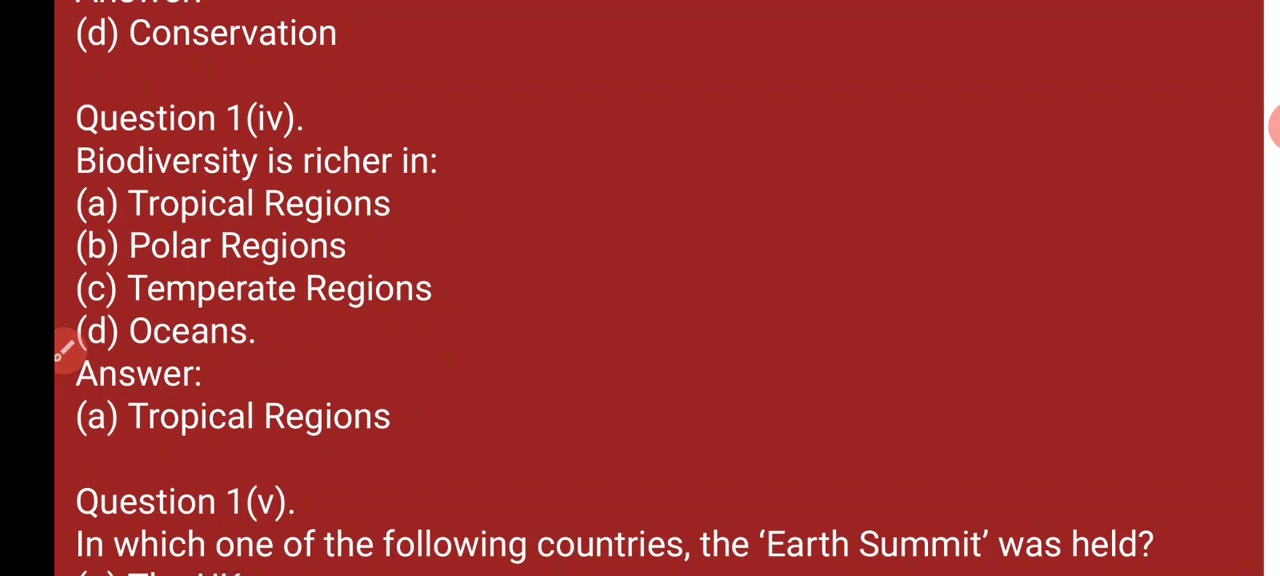 (d) Conservation
Question 1(iv).
Biodiversity is richer in:
(a) Tropical Regions
(b) Polar Regions
(c) Temperate Regions
(d) Oceans.
Answer:
(a) Tropical Regions
Question 1(v).
In which one of the following countries, the ‘Earth Summit’ was held?